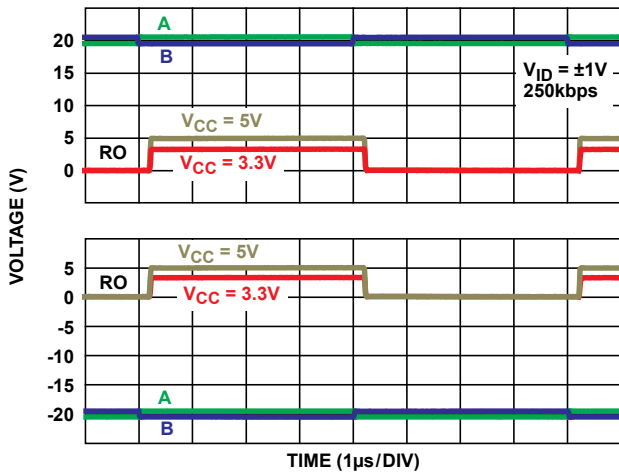 VOLTAGE (V)
20
15
10
5
0
A
B
V_ID = ±1V
250kbps
V_CC = 5V
RO
V_CC = 3.3V
5
0
-5
-10
-15
-20
V_CC = 5V
RO
V_CC = 3.3V
A
B
TIME (1µs/DIV)